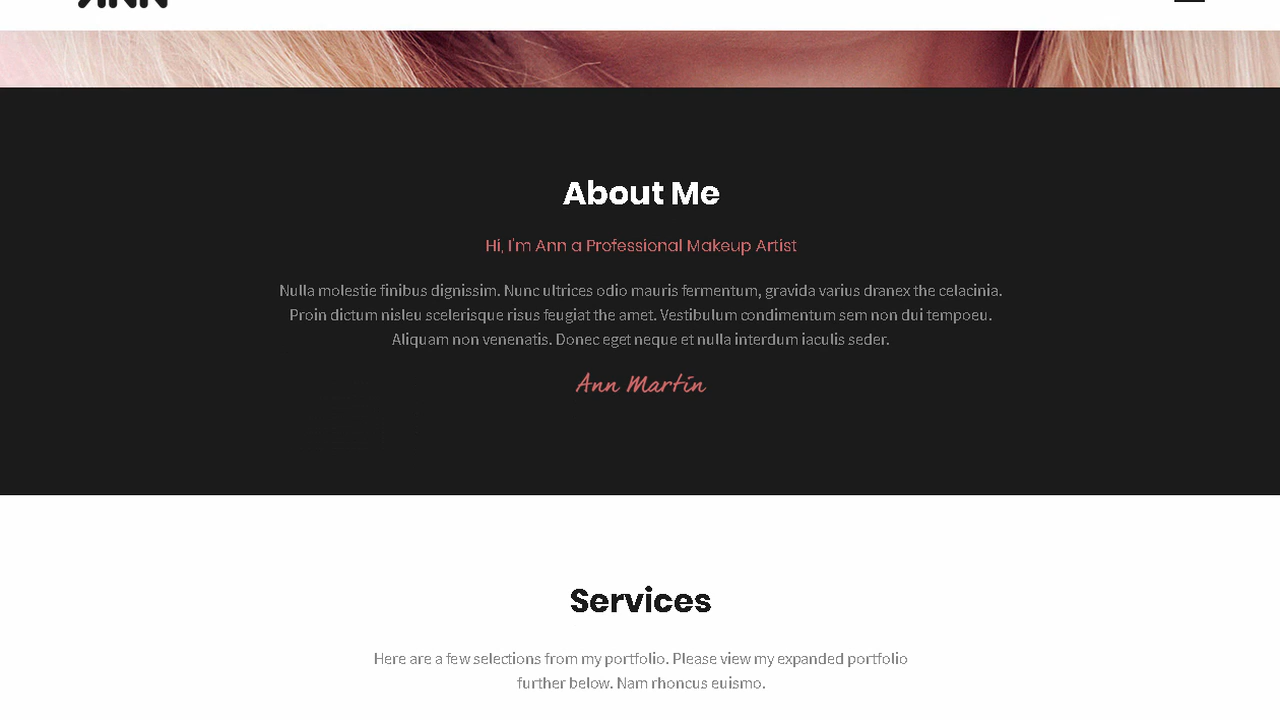 ANN
About Me
Hi, I'm Ann a Professional Makeup Artist
Nulla molestie finibus dignissim. Nunc ultrices odio mauris fermentum, gravida varius dranex the celacinia.
Proin dictum nisleu scelerisque risus feugiat the amet. Vestibulum condimentum sem non dui tempoeu.
Aliquam non venenatis. Donec eget neque et nulla interdum iaculis seder.
Ann Martin
Services
Here are a few selections from my portfolio. Please view my expanded portfolio
further below. Nam rhoncus euismo.